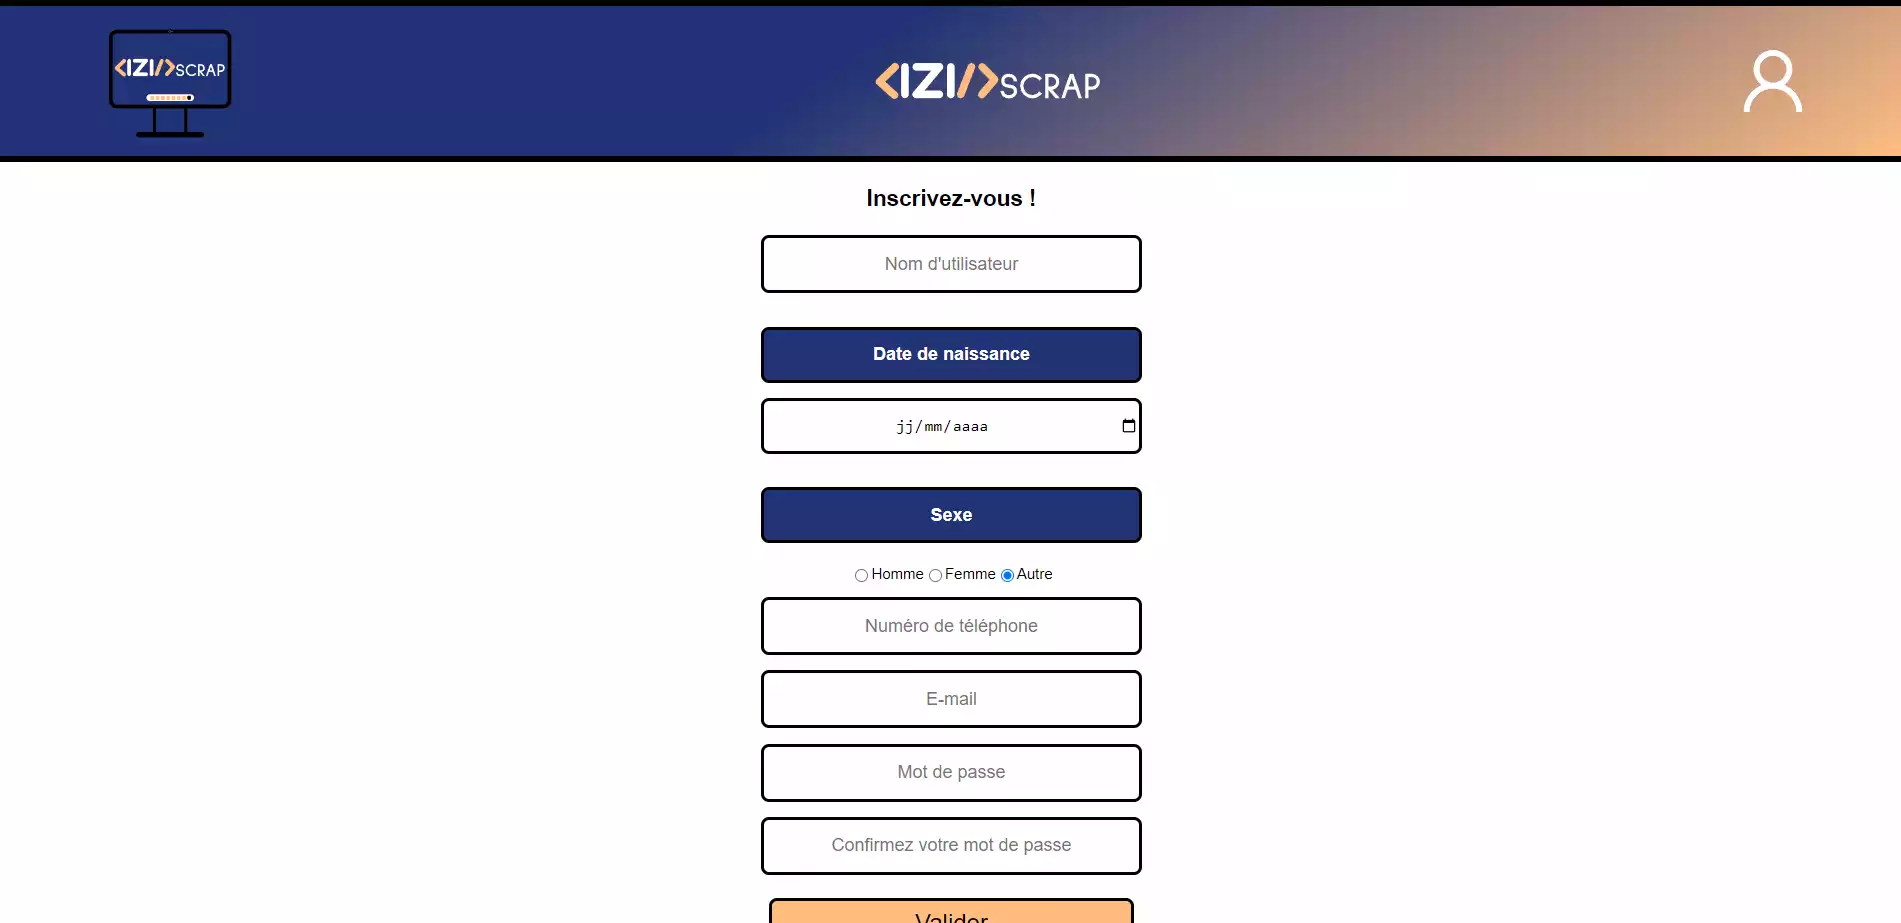 <IZI/>SCRAP
<IZI/>SCRAP
Inscrivez-vous !
Nom d'utilisateur
Date de naissance
jj/mm/aaaa
Sexe
Homme Femme Autre
Numéro de téléphone
E-mail
Mot de passe
Confirmez votre mot de passe
Valider